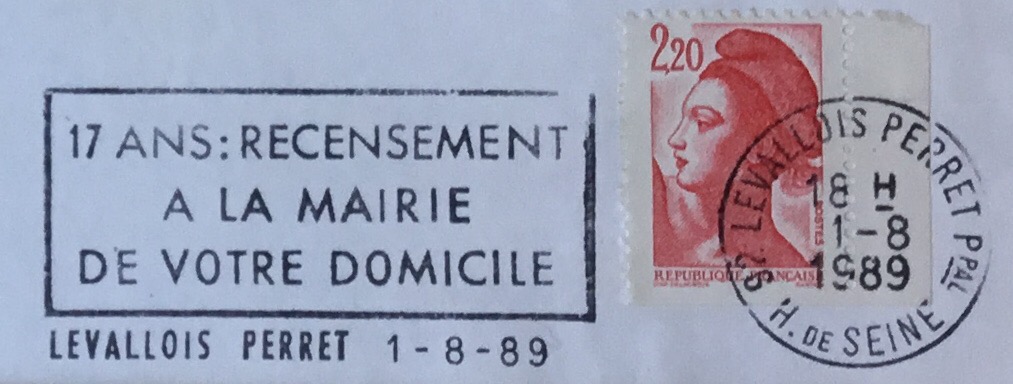 17 ANS: RECENSEMENT
A LA MAIRIE
DE VOTRE DOMICILE
LEVALLOIS PERRET 1-8-89
2,20
POSTES
REPUBLIQUE FRANCAISE
92 LEVALLOIS PERRET PPAL
18 H
1-8
1989
H. DE SEINE